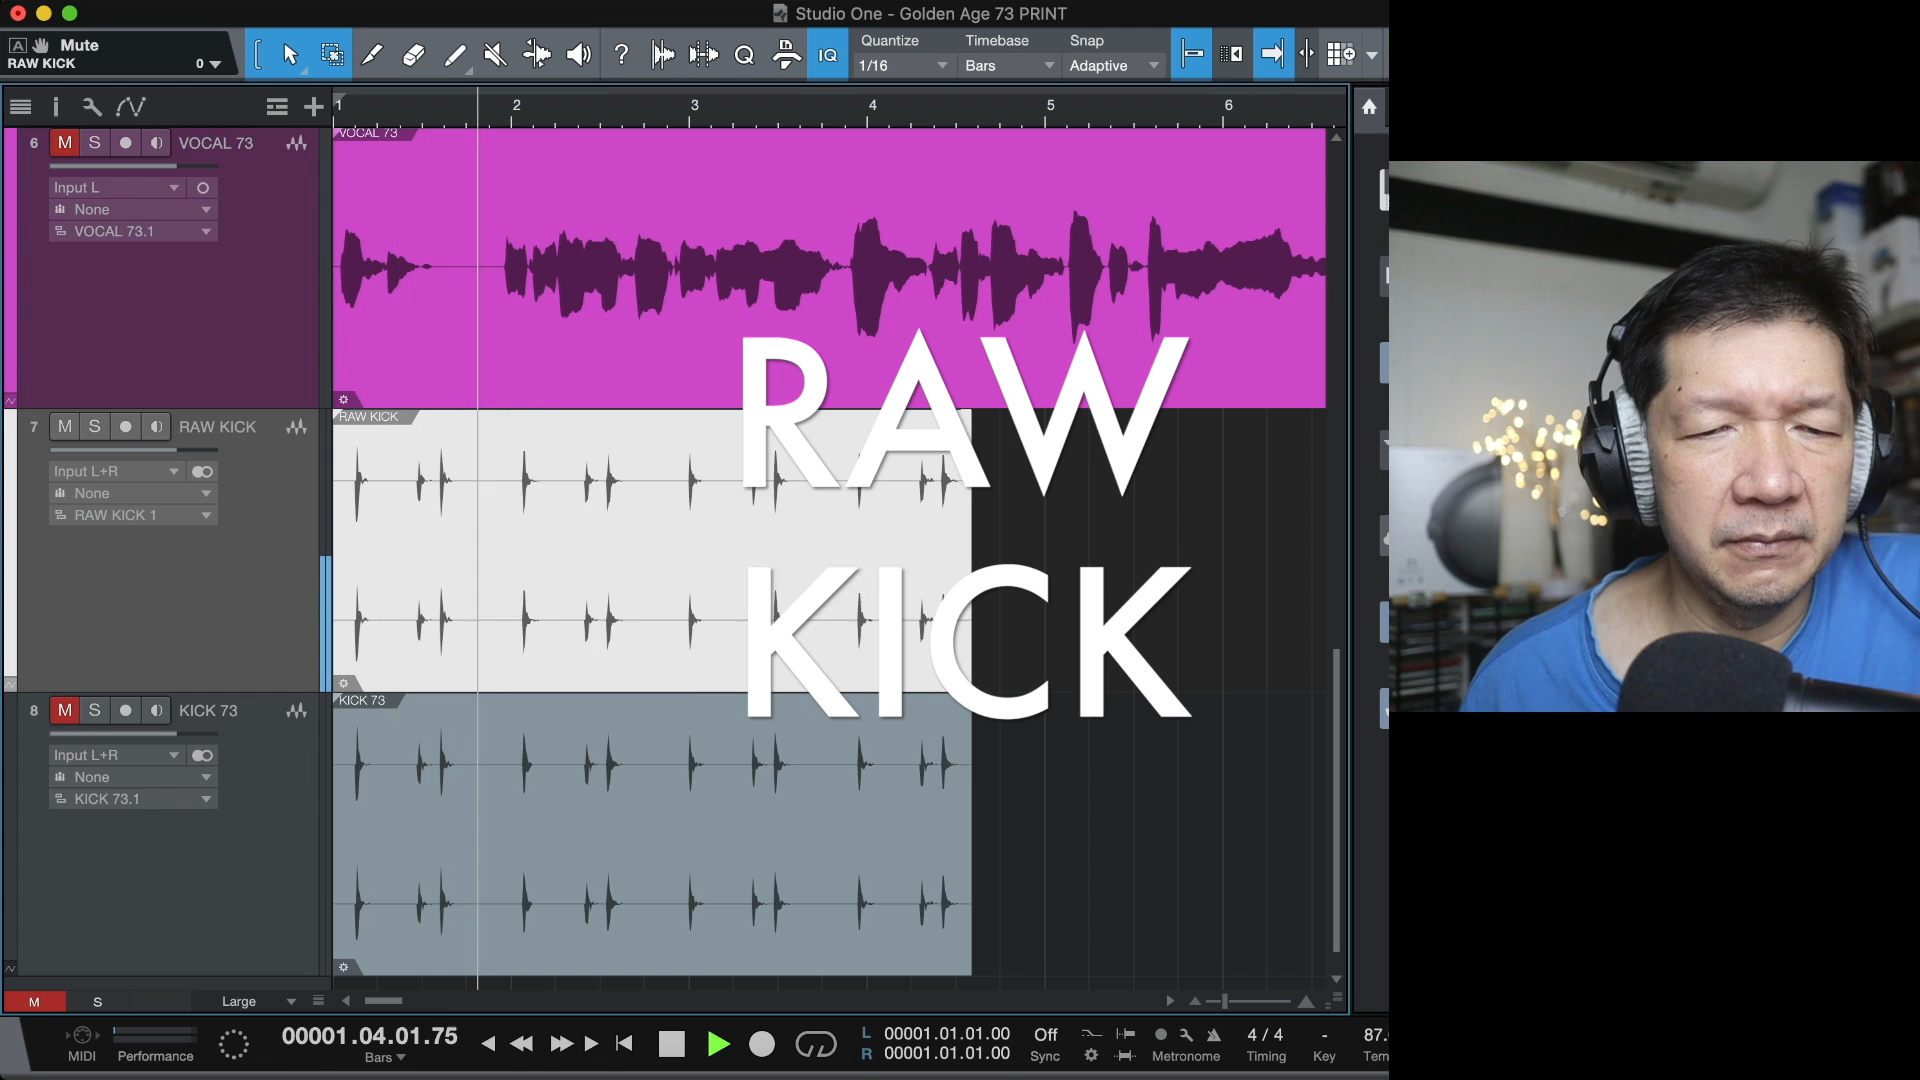 Studio One - Golden Age 73 PRINT
A Mute
RAW KICK 0
? Q IQ
Quantize Timebase Snap
1/16 Bars Adaptive
1 2 3 4 5 6
6 M S VOCAL 73
Input L
None
VOCAL 73.1
VOCAL 73
7 M S RAW KICK
Input L+R
None
RAW KICK 1
RAW KICK
RAW
KICK
8 M S KICK 73
Input L+R
None
KICK 73.1
KICK 73
M S Large
MIDI Performance
00001.04.01.75
Bars
L 00001.01.01.00
R 00001.01.01.00
Off
Sync
Metronome
4 / 4
Timing
-
Key
87.
Tem